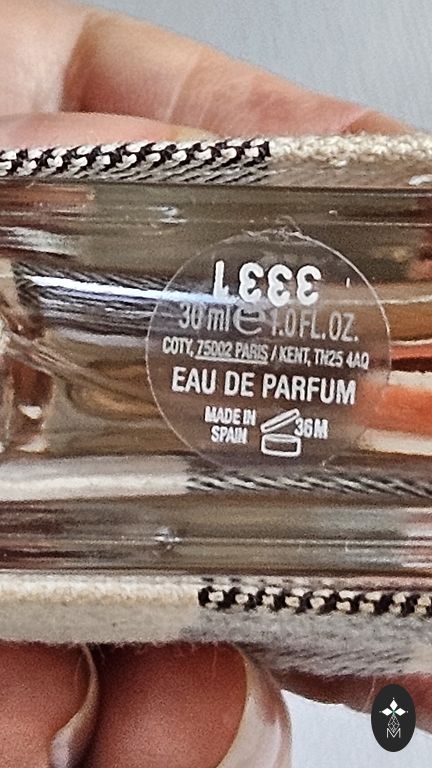 3331
30 ml e 1.0 FL. OZ.
COTY, 75002 PARIS / KENT, TN25 4AQ
EAU DE PARFUM
MADE IN
SPAIN
36M
M